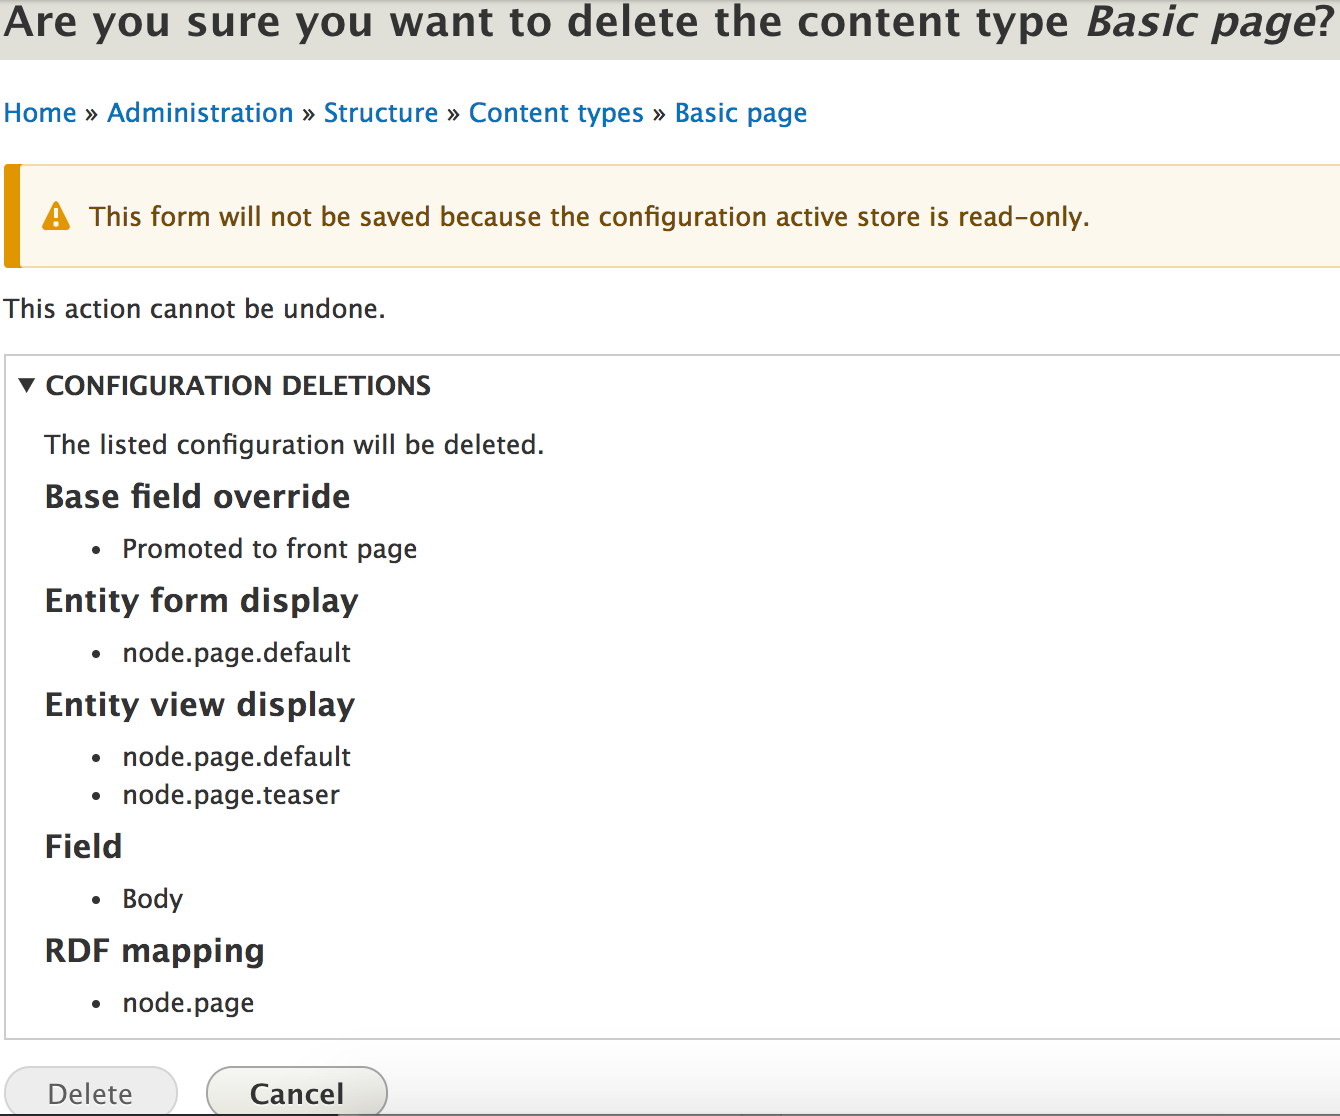 Are you sure you want to delete the content type Basic page?
Home » Administration » Structure » Content types » Basic page
This form will not be saved because the configuration active store is read-only.
This action cannot be undone.
▼ CONFIGURATION DELETIONS
The listed configuration will be deleted.
Base field override
• Promoted to front page
Entity form display
• node.page.default
Entity view display
• node.page.default
• node.page.teaser
Field
• Body
RDF mapping
• node.page
Delete Cancel